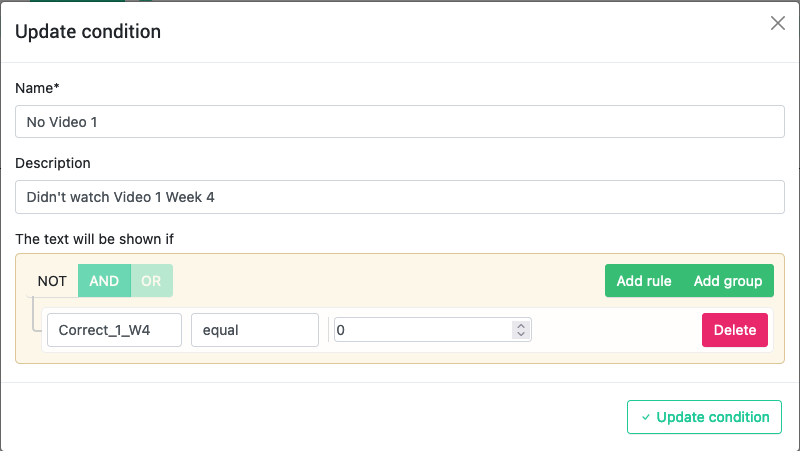 Update condition
Name*
No Video 1
Description
Didn't watch Video 1 Week 4
The text will be shown if
NOT AND OR Add rule Add group
Correct_1_W4 equal 0 Delete
Update condition